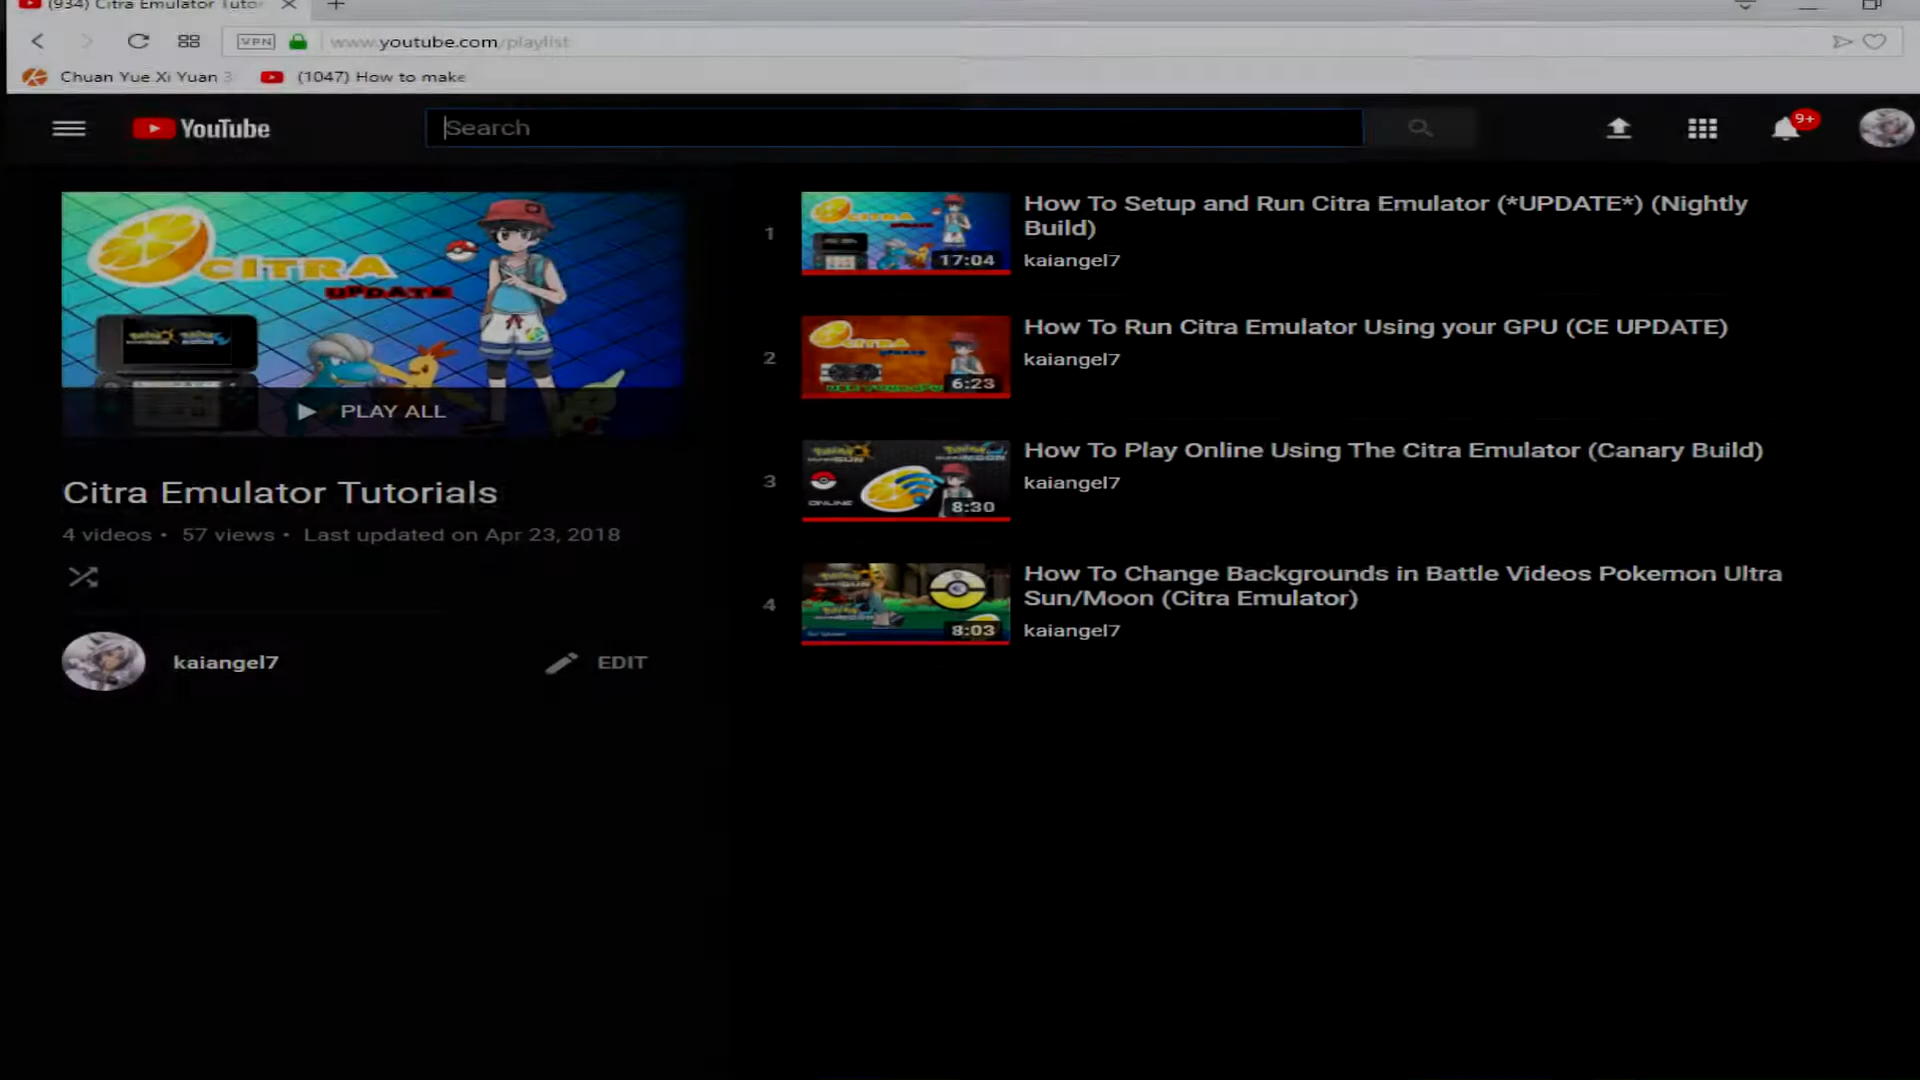 (934) Citra Emulator Tutor
VPN
www.youtube.com/playlist
Chuan Yue Xi Yuan 3
(1047) How to make
YouTube
Search
9+
CITRA
UPDATE
PLAY ALL
Citra Emulator Tutorials
4 videos • 57 views • Last updated on Apr 23, 2018
kaiangel7
EDIT
1
17:04
How To Setup and Run Citra Emulator (*UPDATE*) (Nightly
Build)
kaiangel7
2
6:23
How To Run Citra Emulator Using your GPU (CE UPDATE)
kaiangel7
3
ONLINE
8:30
How To Play Online Using The Citra Emulator (Canary Build)
kaiangel7
4
8:03
How To Change Backgrounds in Battle Videos Pokemon Ultra
Sun/Moon (Citra Emulator)
kaiangel7